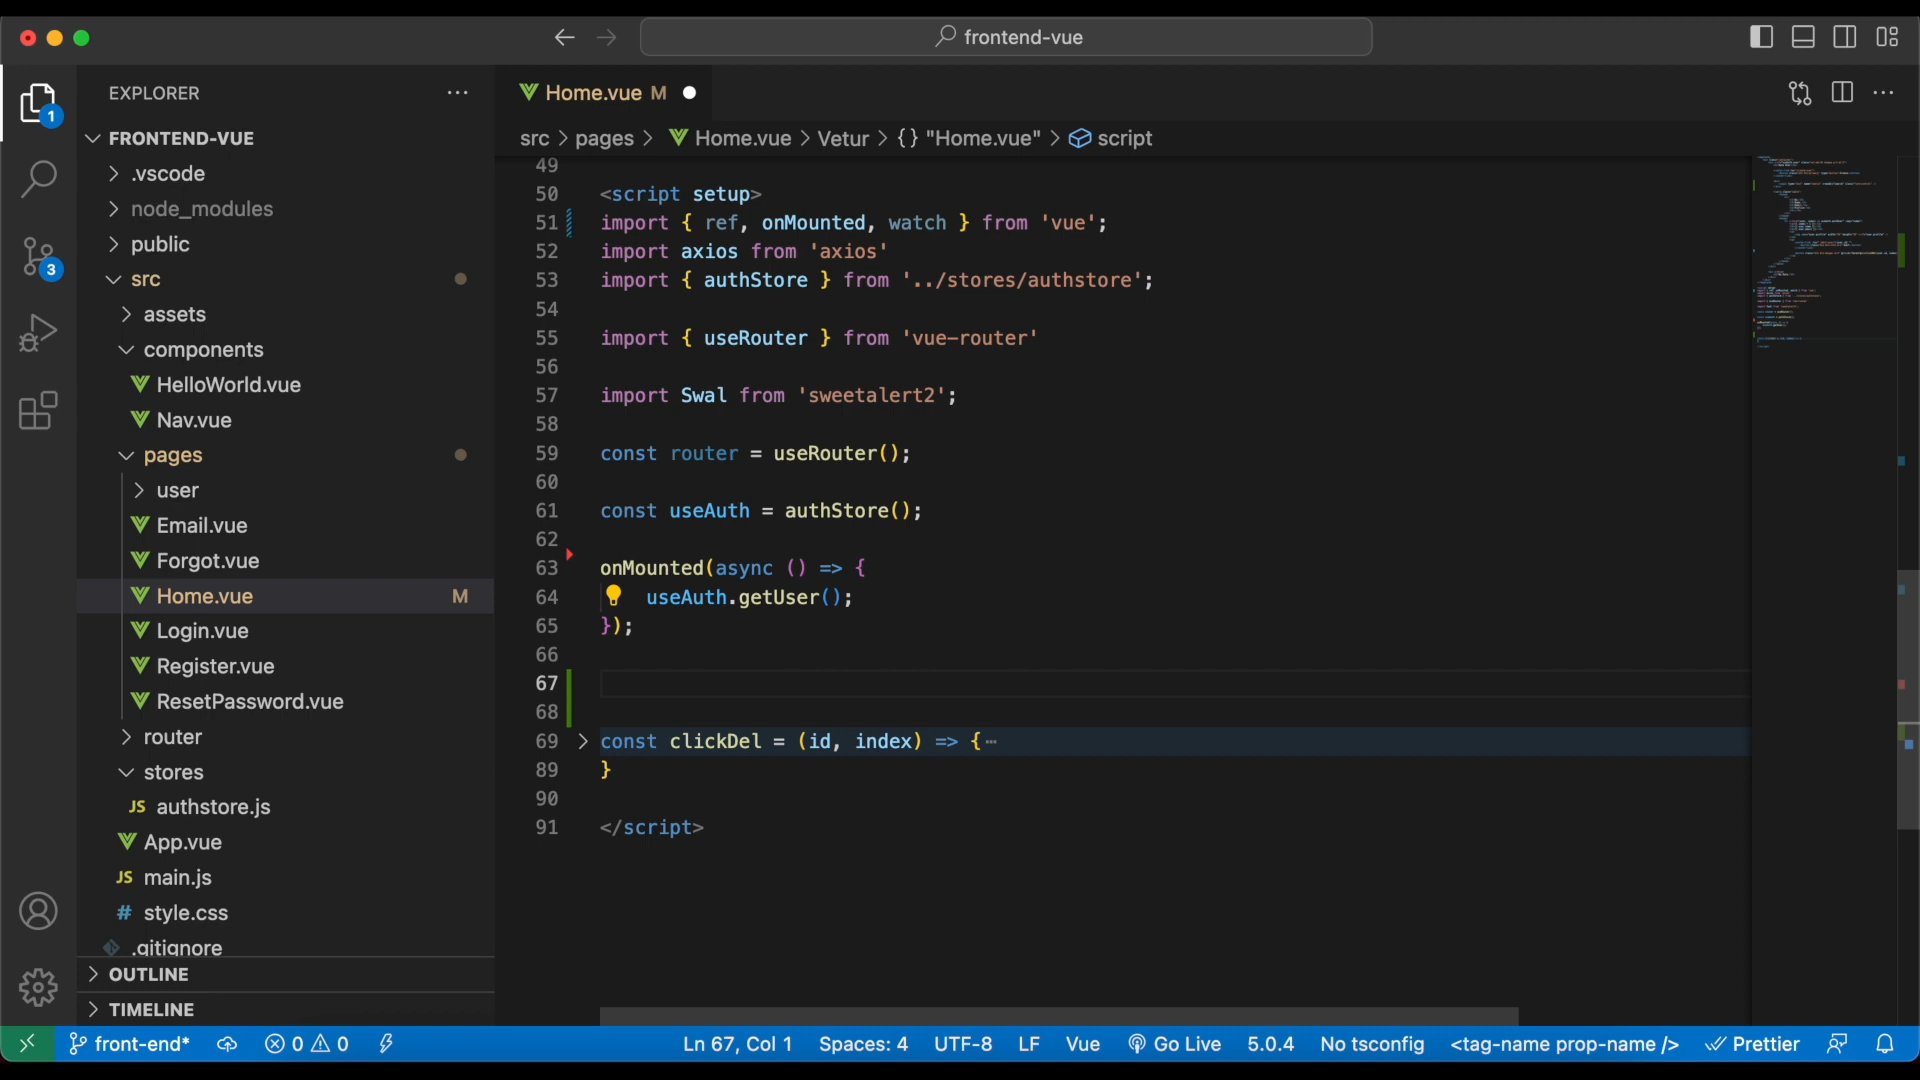 frontend-vue
EXPLORER
Home.vue M
1
FRONTEND-VUE
src pages Home.vue Vetur {} "Home.vue" script
.vscode
node_modules
public
3
src
assets
components
HelloWorld.vue
Nav.vue
pages
user
Email.vue
Forgot.vue
Home.vue M
Login.vue
Register.vue
ResetPassword.vue
router
stores
JS authstore.js
App.vue
JS main.js
# style.css
.gitignore
OUTLINE
TIMELINE
49
50 <script setup>
51 import { ref, onMounted, watch } from 'vue';
52 import axios from 'axios'
53 import { authStore } from '../stores/authstore';
54
55 import { useRouter } from 'vue-router'
56
57 import Swal from 'sweetalert2';
58
59 const router = useRouter();
60
61 const useAuth = authStore();
62
63 onMounted(async () => {
64 useAuth.getUser();
65 });
66
67
68
69 const clickDel = (id, index) => {⋯
89 }
90
91 </script>
front-end* 0 0 Ln 67, Col 1 Spaces: 4 UTF-8 LF Vue Go Live 5.0.4 No tsconfig <tag-name prop-name /> Prettier